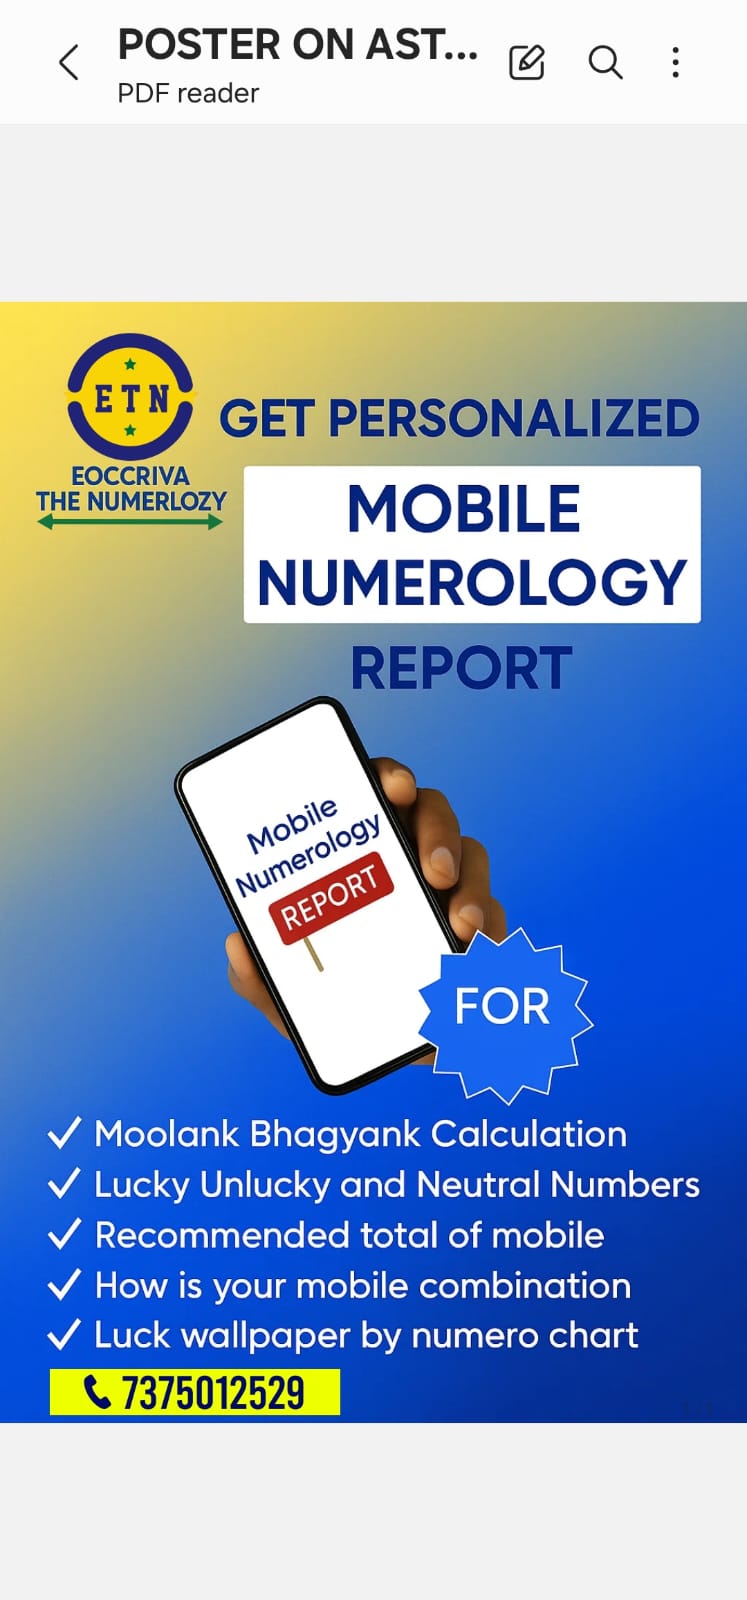 POSTER ON AST...
PDF reader
ETN
EOCCRIVA
THE NUMERLOZY
GET PERSONALIZED
MOBILE
NUMEROLOGY
REPORT
Mobile
Numerology
REPORT
FOR
✓ Moolank Bhagyank Calculation
✓ Lucky Unlucky and Neutral Numbers
✓ Recommended total of mobile
✓ How is your mobile combination
✓ Luck wallpaper by numero chart
7375012529